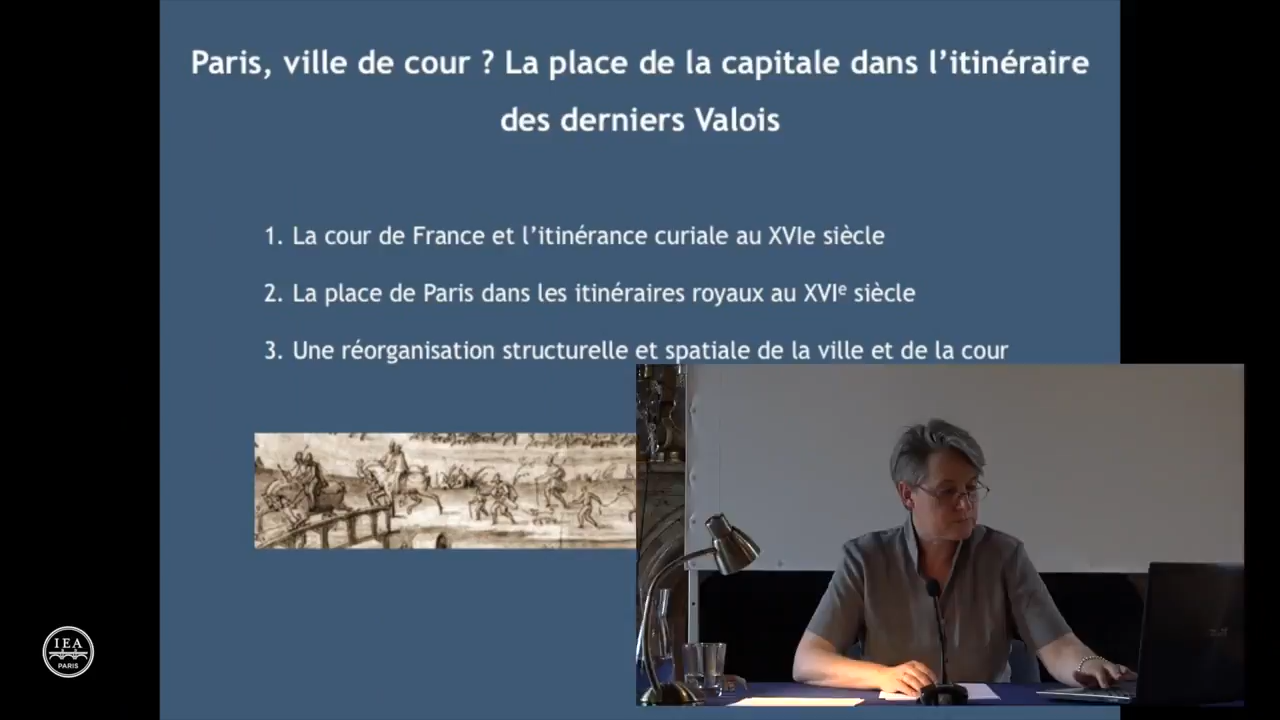 Paris, ville de cour ? La place de la capitale dans l’itinéraire
des derniers Valois
1. La cour de France et l’itinérance curiale au XVIe siècle
2. La place de Paris dans les itinéraires royaux au XVIᵉ siècle
3. Une réorganisation structurelle et spatiale de la ville et de la cour
IEA
PARIS